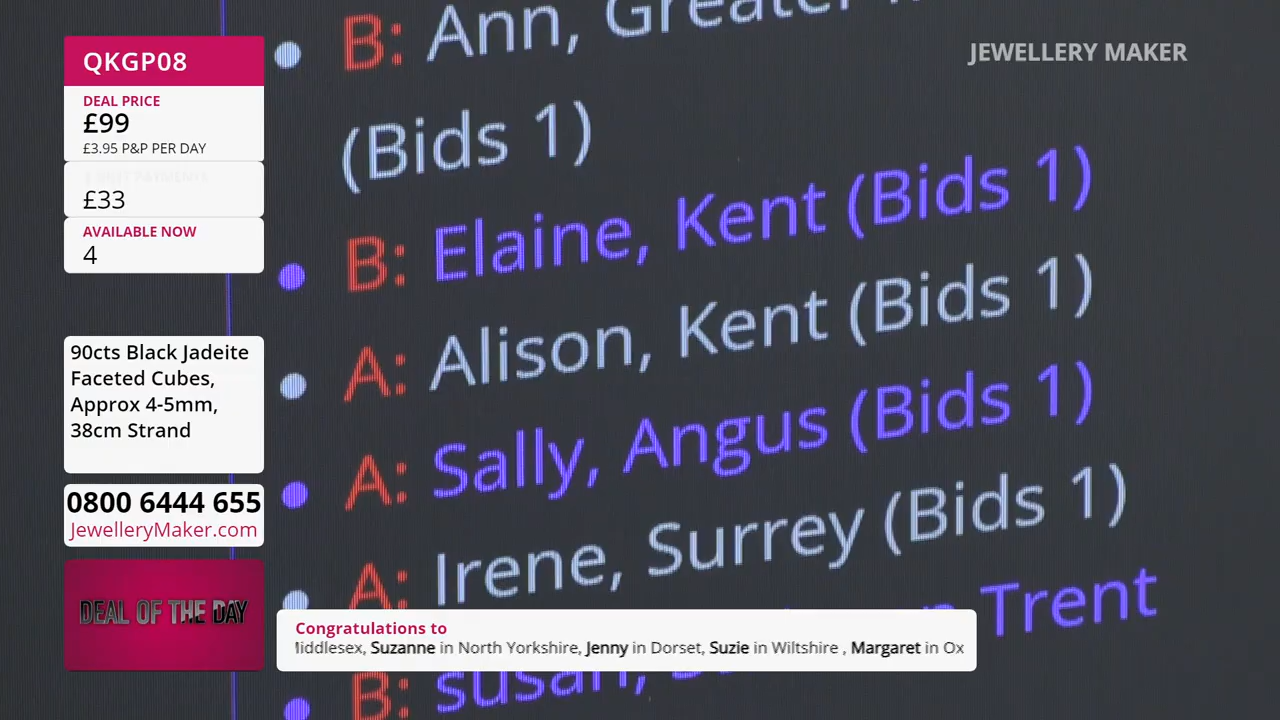 QKGP08
DEAL PRICE
£99
£3.95 P&P PER DAY
£33
AVAILABLE NOW
4
90cts Black Jadeite
Faceted Cubes,
Approx 4-5mm,
38cm Strand
0800 6444 655
JewelleryMaker.com
DEAL OF THE DAY
JEWELLERY MAKER
B: Ann, Greater
(Bids 1)
B: Elaine, Kent (Bids 1)
A: Alison, Kent (Bids 1)
A: Sally, Angus (Bids 1)
A: Irene, Surrey (Bids 1)
Trent
B: susan,
Congratulations to
Suzanne in North Yorkshire, Jenny in Dorset, Suzie in Wiltshire , Margaret in Ox